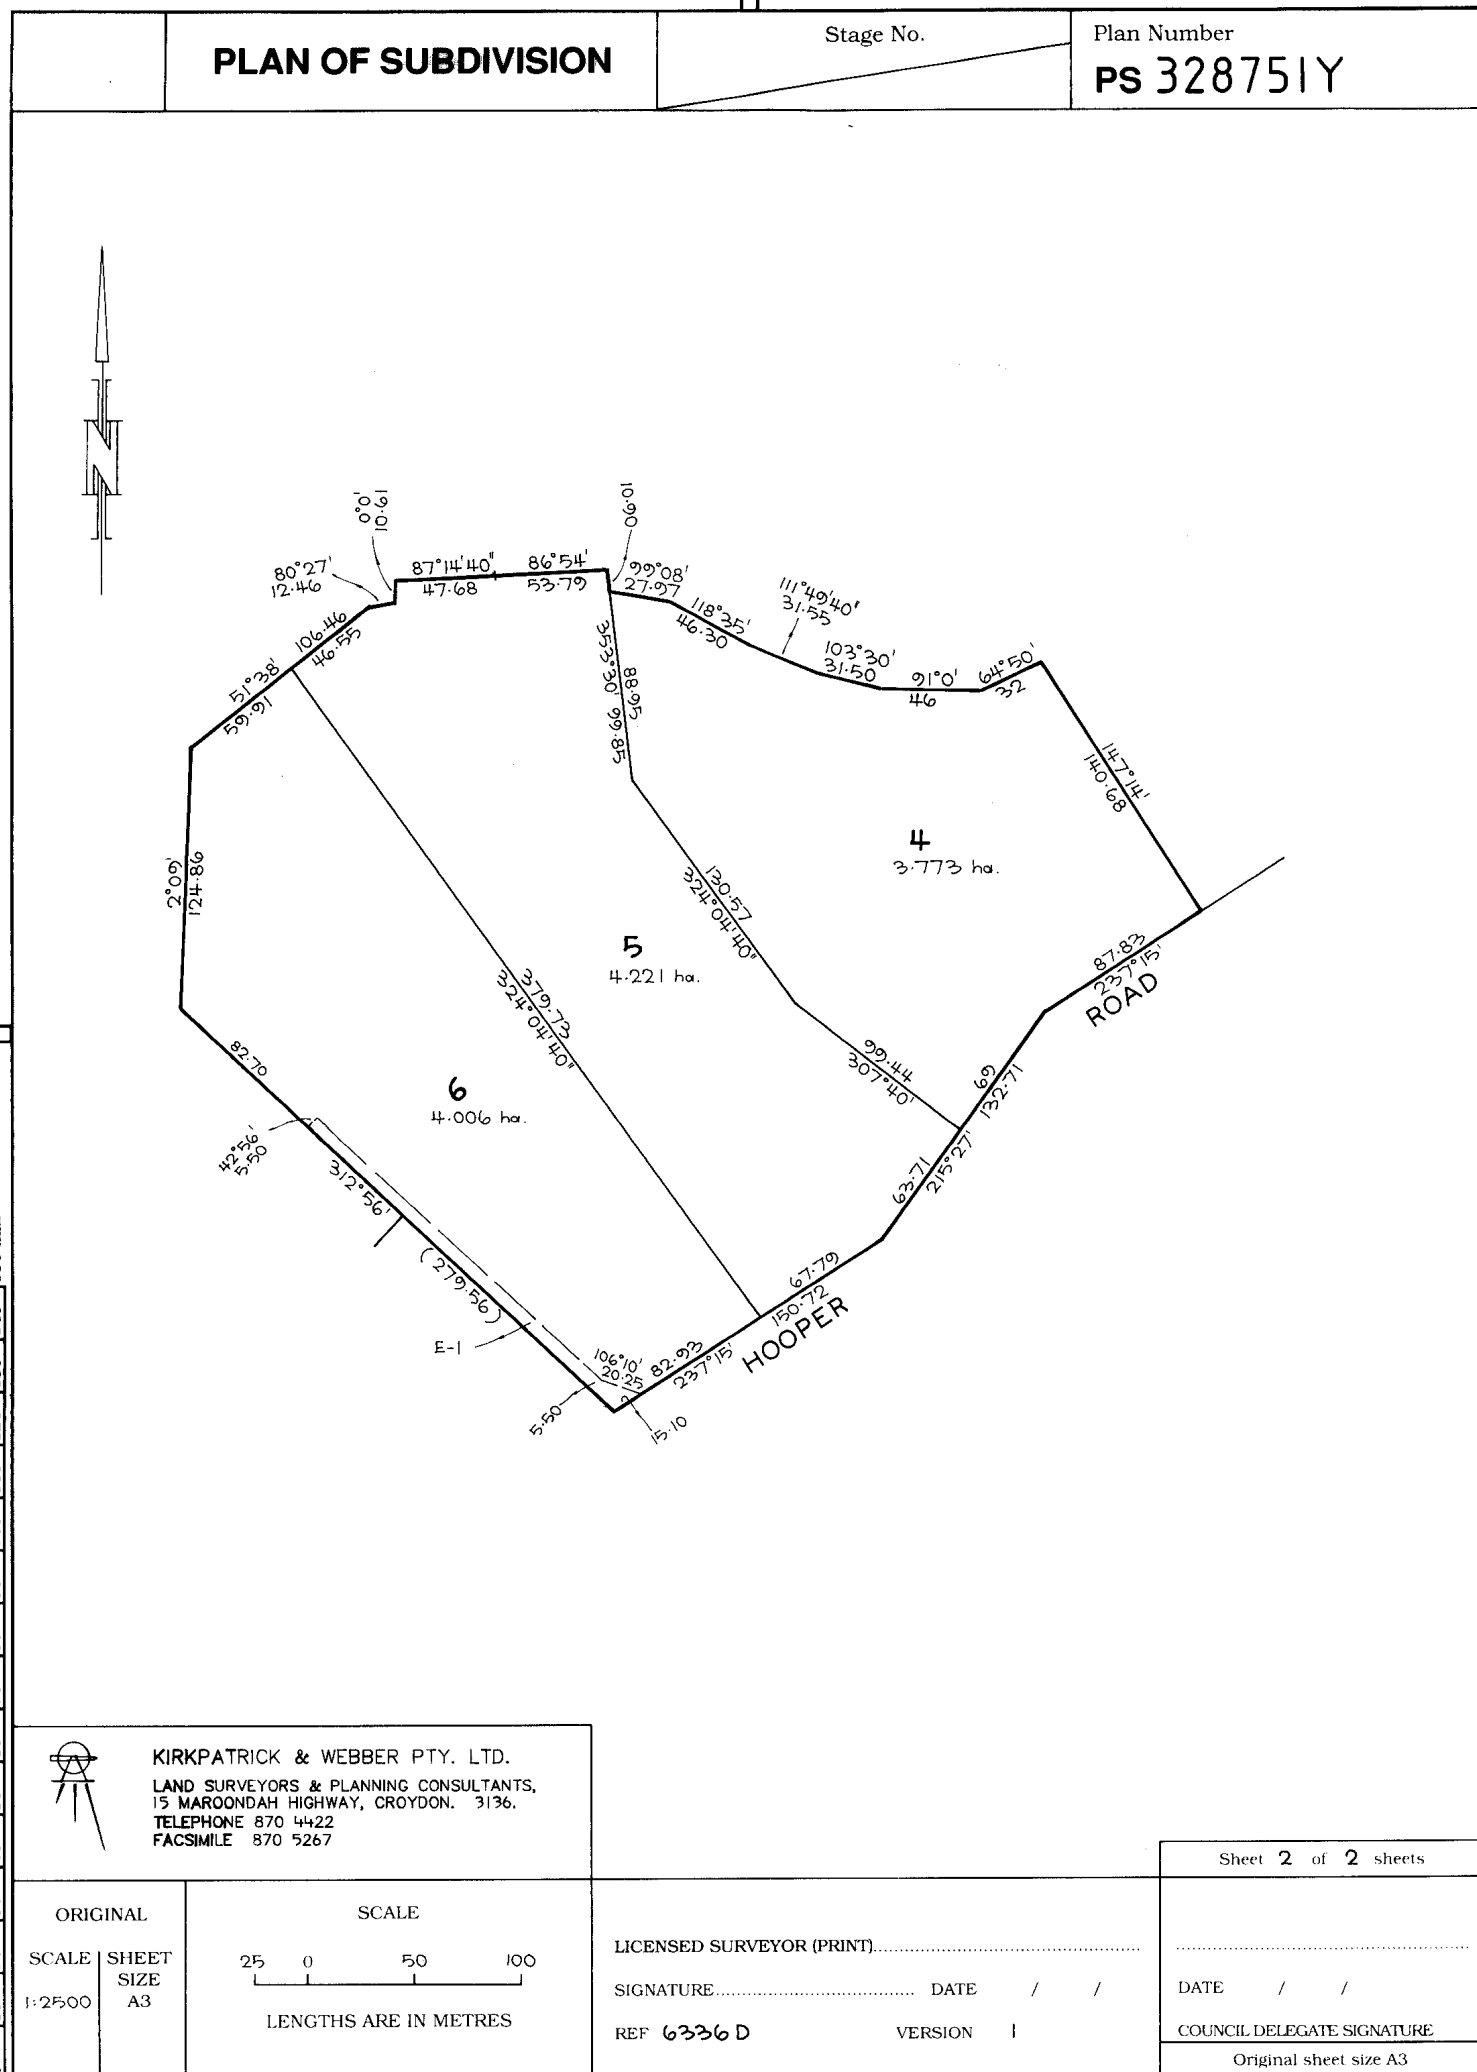 PLAN OF SUBDIVISION
Stage No.
Plan Number
PS 328751Y
N
0°0'
10.61
10.90
80°27'
12.46
87°14'40"
47.68
86°54'
53.79
99°08'
27.97
118°35'
46.30
111°49'40"
31.55
103°30'
31.50
91°0'
46
64°50'
32
106.46
46.55
51°38'
59.91
353°30'
88.95
99.85
147°14'
140.68
2°09'
124.86
4
3.773 ha.
130.57
324°04'40"
5
4.221 ha.
379.73
324°04'40"
87.83
237°15'
ROAD
99.44
307°40'
69
132.71
82.70
6
4.006 ha.
42°56'
5.50
312°56'
63.71
215°27'
(279.56)
E-1
67.79
150.72
HOOPER
106°10'
20.25
82.93
237°15'
5.50
2
15.10
KIRKPATRICK & WEBBER PTY. LTD.
LAND SURVEYORS & PLANNING CONSULTANTS,
15 MAROONDAH HIGHWAY, CROYDON. 3136.
TELEPHONE 870 4422
FACSIMILE 870 5267
Sheet 2 of 2 sheets
ORIGINAL
SCALE
SHEET SIZE
1:2500
A3
SCALE
25 0 50 100
LENGTHS ARE IN METRES
LICENSED SURVEYOR (PRINT)
SIGNATURE DATE / /
REF 6336D VERSION 1
DATE / /
COUNCIL DELEGATE SIGNATURE
Original sheet size A3